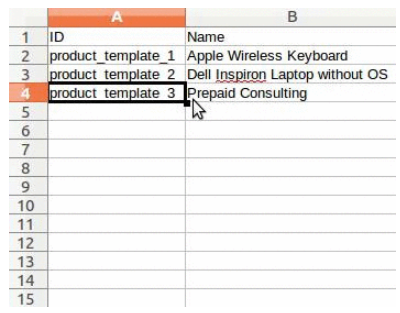 A B
1 ID Name
2 product_template_1 Apple Wireless Keyboard
3 product_template_2 Dell Inspiron Laptop without OS
4 product_template_3 Prepaid Consulting
5
6
7
8
9
10
11
12
13
14
15